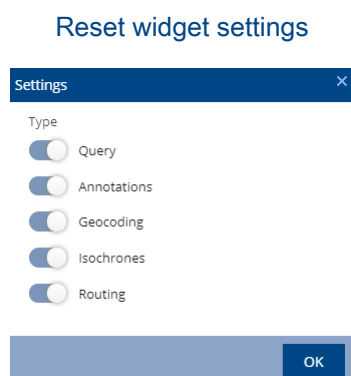 Reset widget settings
Settings ×
Type
Query
Annotations
Geocoding
Isochrones
Routing
OK